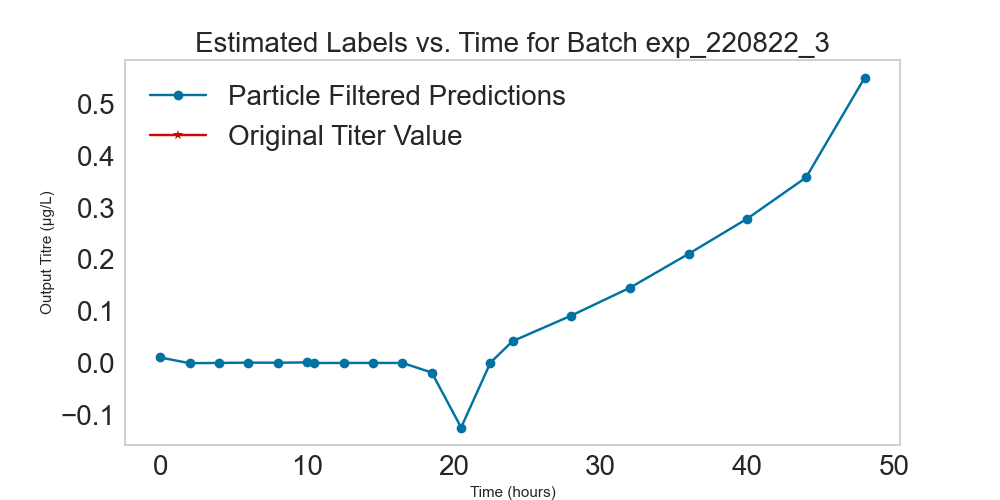 Estimated Labels vs. Time for Batch exp_220822_3
Particle Filtered Predictions
Original Titer Value
Output Titre (μg/L)
0.5
0.4
0.3
0.2
0.1
0.0
−0.1
0 10 20 30 40 50
Time (hours)